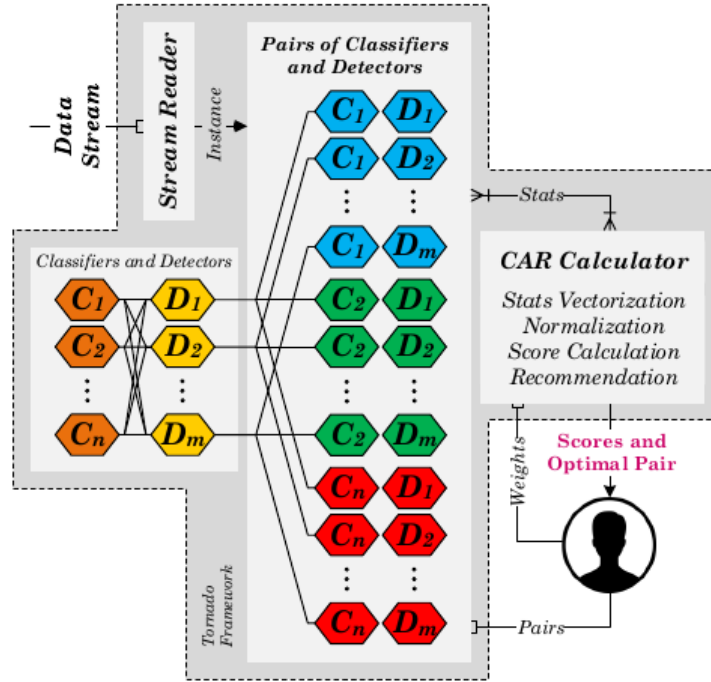 Data
Stream
Stream Reader
Instance
Pairs of Classifiers
and Detectors
C1 D1
C1 D2
C1 Dm
C2 D1
C2 D2
C2 Dm
Cn D1
Cn D2
Cn Dm
Classifiers and Detectors
C1 D1
C2 D2
Cn Dm
Tornado
Framework
Stats
CAR Calculator
Stats Vectorization
Normalization
Score Calculation
Recommendation
Weights
Scores and
Optimal Pair
Pairs